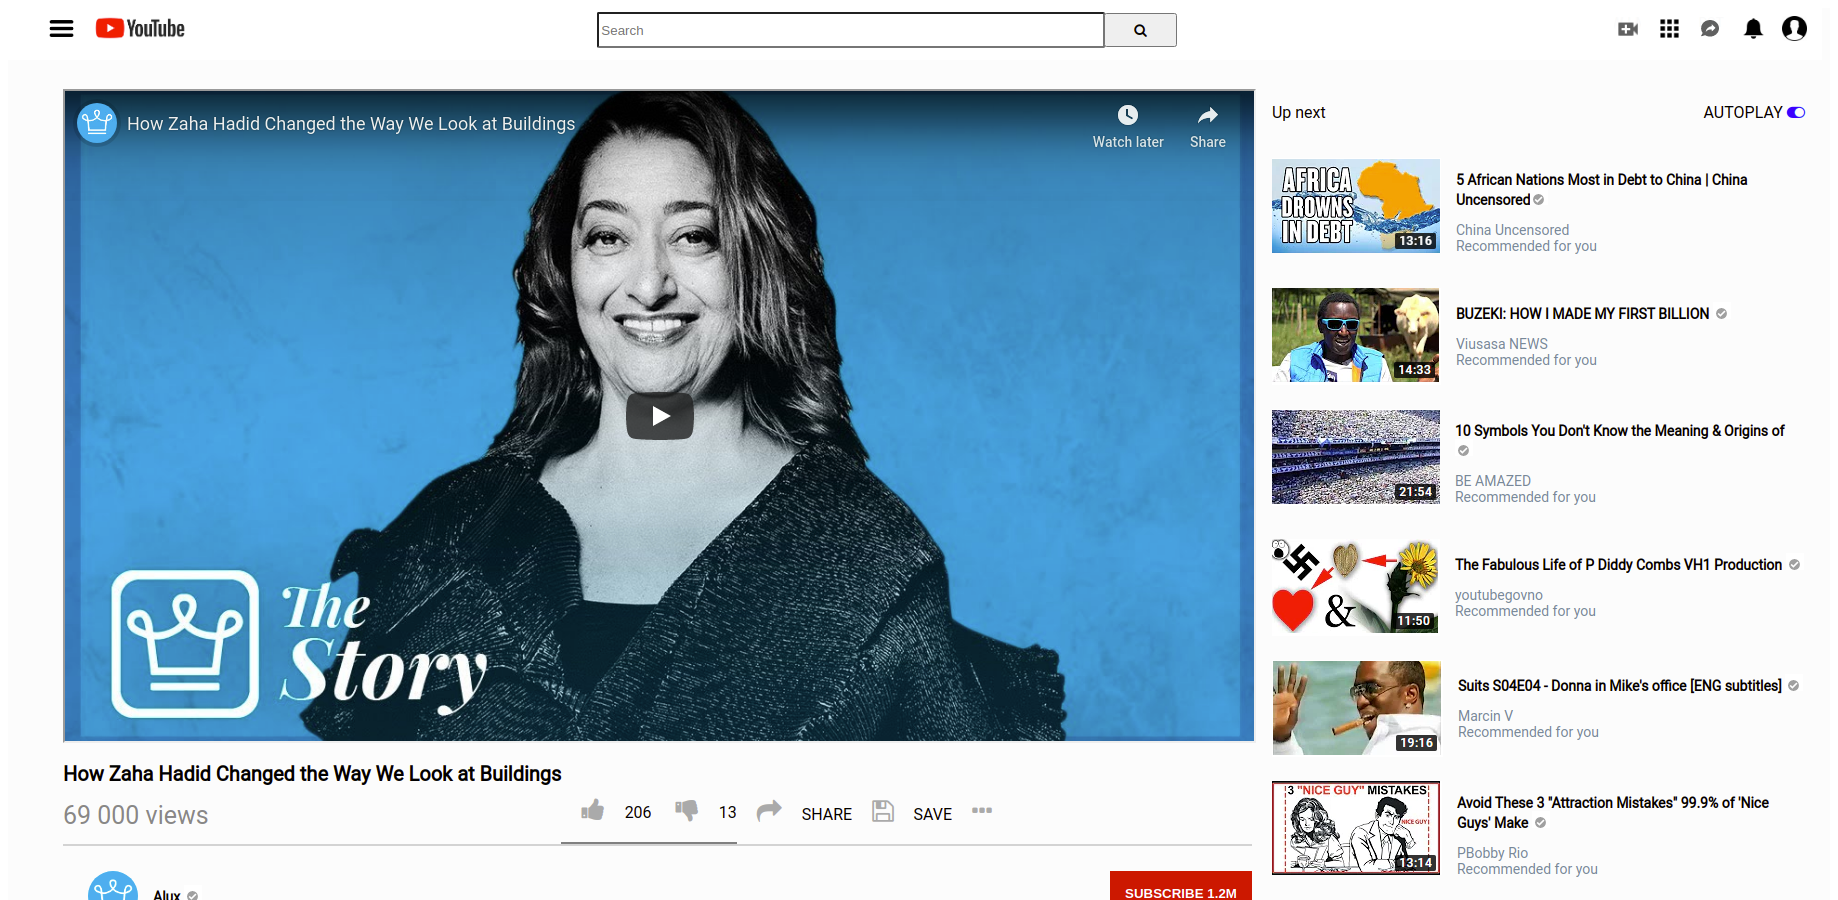 YouTube
Search
How Zaha Hadid Changed the Way We Look at Buildings
Watch later
Share
The
Story
How Zaha Hadid Changed the Way We Look at Buildings
69 000 views
206
13
SHARE
SAVE
Alux
SUBSCRIBE 1.2M
Up next
AUTOPLAY
AFRICA
DROWNS
IN DEBT
13:16
5 African Nations Most in Debt to China | China
Uncensored
China Uncensored
Recommended for you
14:33
BUZEKI: HOW I MADE MY FIRST BILLION
Viusasa NEWS
Recommended for you
21:54
10 Symbols You Don't Know the Meaning & Origins of
BE AMAZED
Recommended for you
&
11:50
The Fabulous Life of P Diddy Combs VH1 Production
youtubegovno
Recommended for you
19:16
Suits S04E04 - Donna in Mike's office [ENG subtitles]
Marcin V
Recommended for you
3 "NICE GUY" MISTAKES
NICE GUY
13:14
Avoid These 3 "Attraction Mistakes" 99.9% of 'Nice
Guys' Make
PBobby Rio
Recommended for you